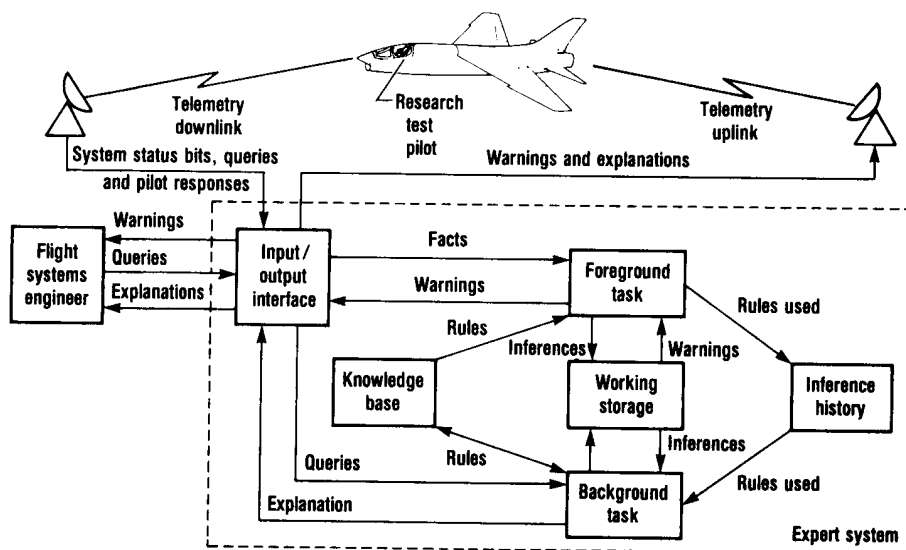 Telemetry
downlink
Research
test
pilot
Telemetry
uplink
System status bits, queries
and pilot responses
Warnings and explanations
Warnings
Queries
Explanations
Flight
systems
engineer
Input/
output
interface
Facts
Warnings
Foreground
task
Rules
Inferences
Warnings
Rules used
Knowledge
base
Working
storage
Inference
history
Rules
Inferences
Queries
Explanation
Background
task
Rules used
Expert system